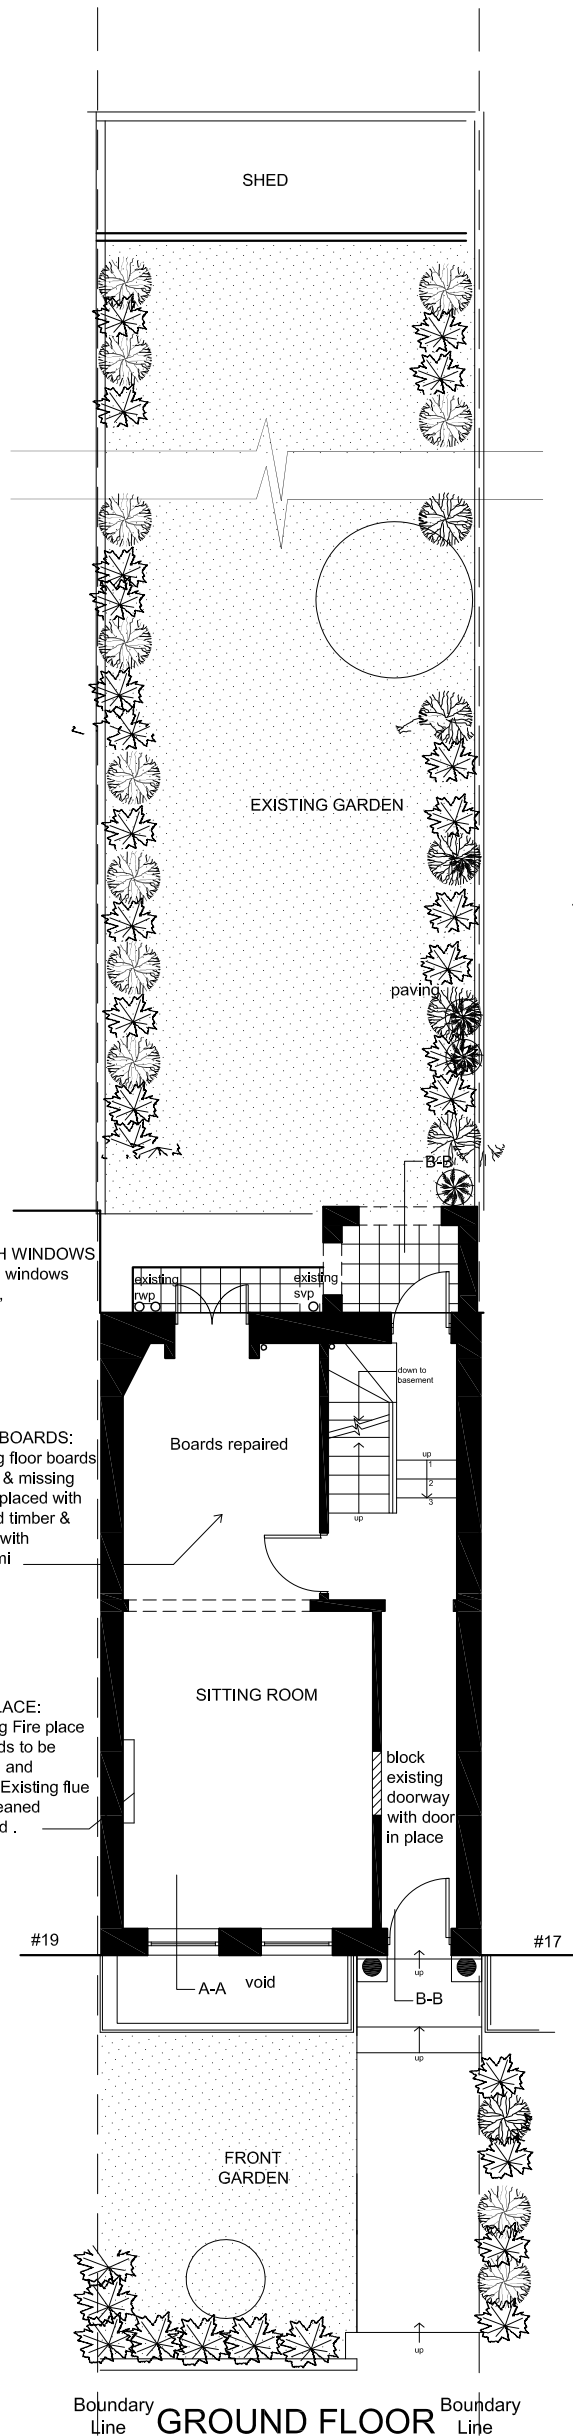 SHED
EXISTING GARDEN
paving
B-B
H WINDOWS
windows
,
existing
rwp
existing
svp
down to
basement
BOARDS:
g floor boards
& missing
placed with
d timber &
with
mi
Boards repaired
up
1
2
3
up
SITTING ROOM
LACE:
g Fire place
ds to be
and
Existing flue
eaned
d .
block
existing
doorway
with door
in place
#19
#17
A-A
void
B-B
up
up
FRONT
GARDEN
up
Boundary
Line
GROUND FLOOR
Boundary
Line